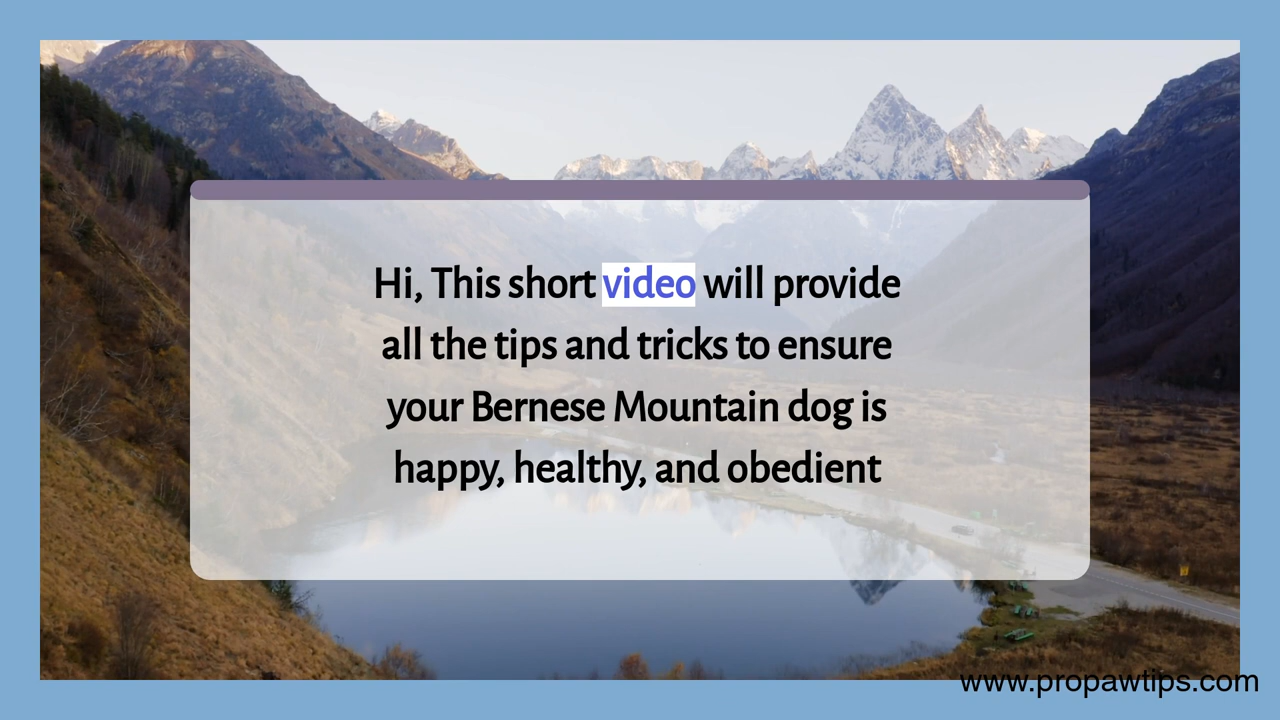 Hi, This short video will provide
all the tips and tricks to ensure
your Bernese Mountain dog is
happy, healthy, and obedient
www.propawtips.com